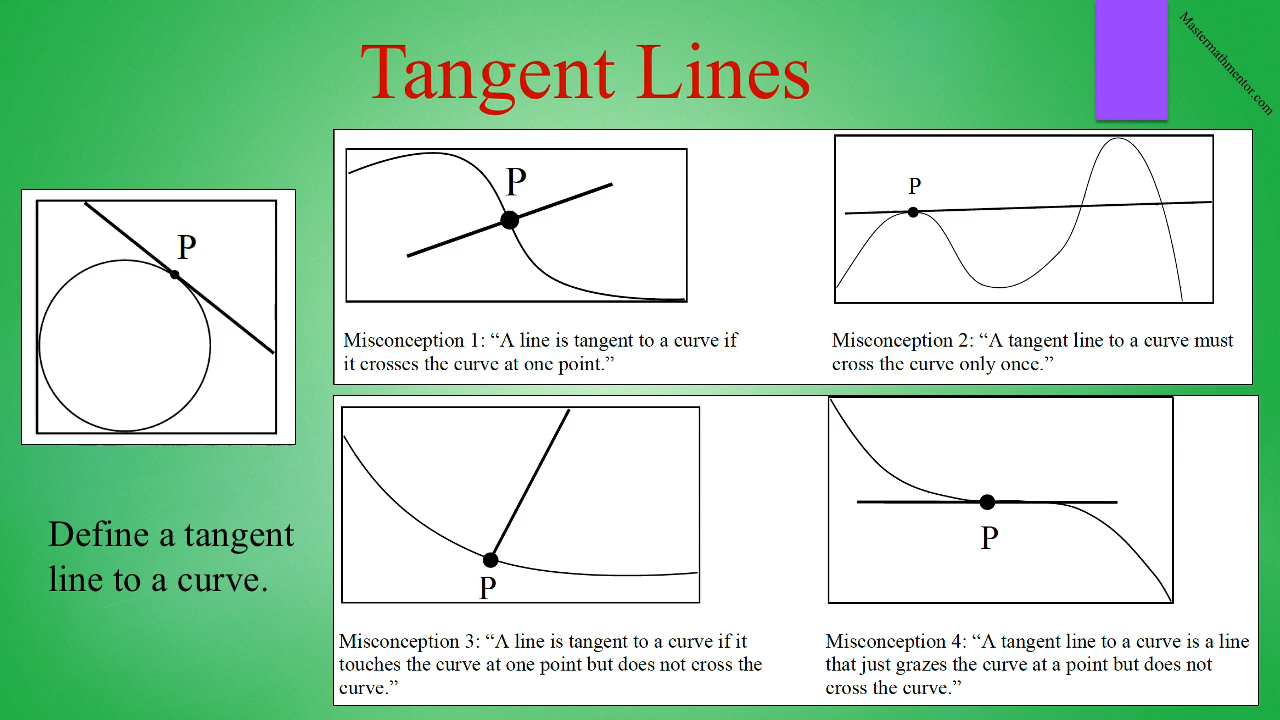 Tangent Lines
Mastermathmentor.com
P
Define a tangent
line to a curve.
P
Misconception 1: “A line is tangent to a curve if
it crosses the curve at one point.”
P
Misconception 2: “A tangent line to a curve must
cross the curve only once.”
P
Misconception 3: “A line is tangent to a curve if it
touches the curve at one point but does not cross the
curve.”
P
Misconception 4: “A tangent line to a curve is a line
that just grazes the curve at a point but does not
cross the curve.”